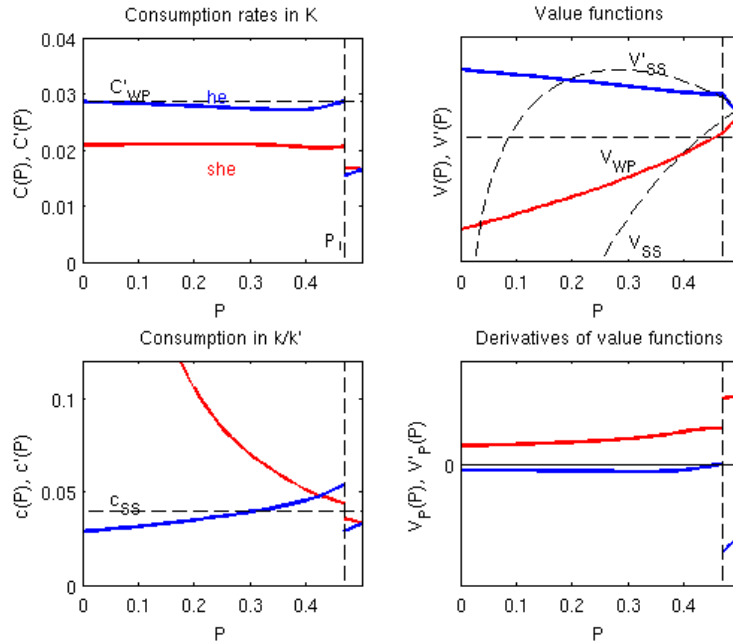 Consumption rates in K
C(P), C'(P)
0.04
0.03
0.02
0.01
0
C'WP
he
she
P I
0 0.1 0.2 0.3 0.4
P
Value functions
V(P), V'(P)
V'SS
VWP
VSS
0 0.1 0.2 0.3 0.4
P
Consumption in k/k'
c(P), c'(P)
0.1
0.05
0
cSS
0 0.1 0.2 0.3 0.4
P
Derivatives of value functions
VP(P), V'P(P)
0
0 0.1 0.2 0.3 0.4
P